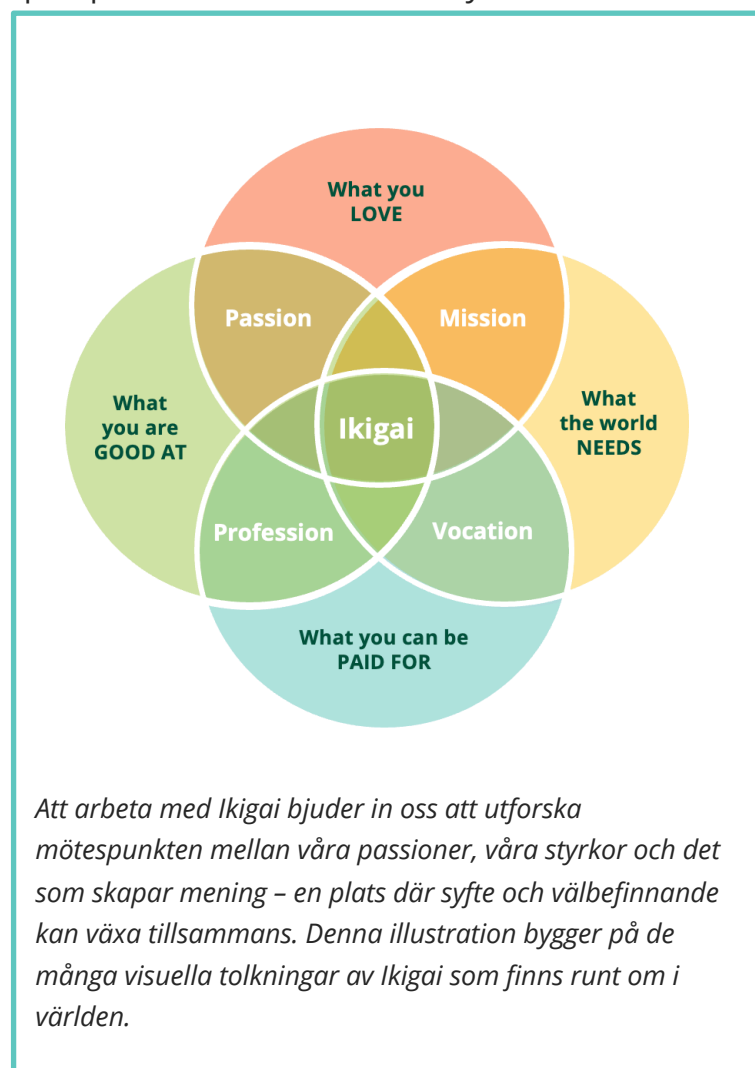 What you
LOVE
Passion
Mission
What
you are
GOOD AT
Ikigai
What
the world
NEEDS
Profession
Vocation
What you can be
PAID FOR
Att arbeta med Ikigai bjuder in oss att utforska
mötespunkten mellan våra passioner, våra styrkor och det
som skapar mening – en plats där syfte och välbefinnande
kan växa tillsammans. Denna illustration bygger på de
många visuella tolkningar av Ikigai som finns runt om i
världen.